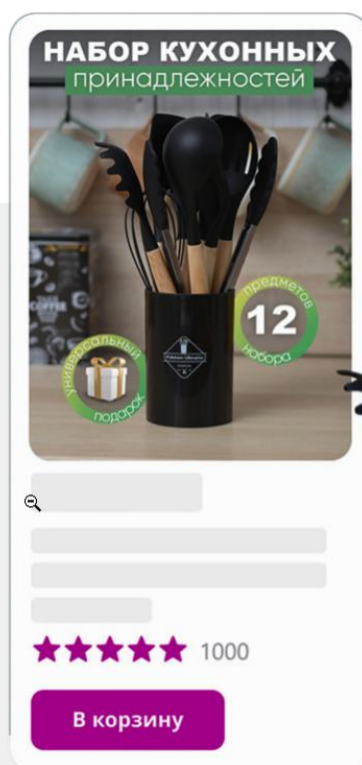 НАБОР КУХОННЫХ
принадлежностей
предметов
12
набора
универсальный
подарок
COFFEE
1000
В корзину